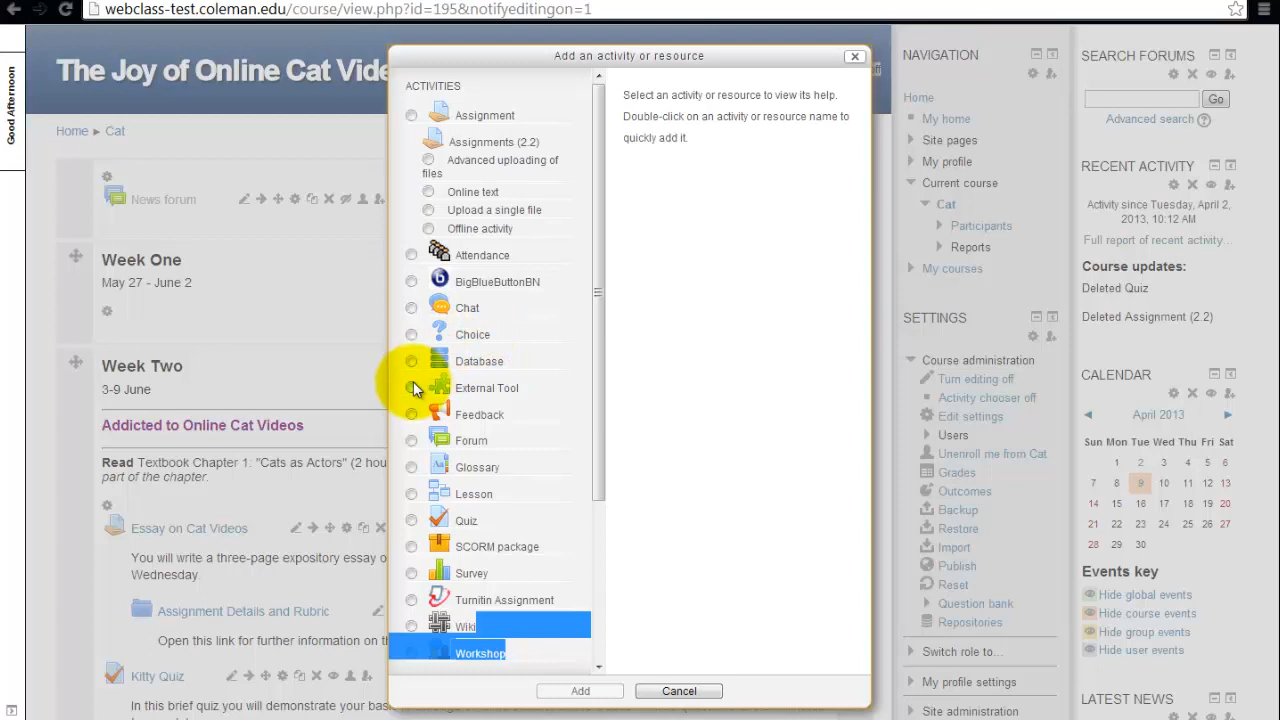 webclass-test.coleman.edu/course/view.php?id=195&notifyeditingon=1
Good Afternoon
The Joy of Online Cat Vide
Home ► Cat
News forum
Week One
May 27 - June 2
Week Two
3-9 June
Addicted to Online Cat Videos
Read Textbook Chapter 1: "Cats as Actors" (2 hour
part of the chapter.
Essay on Cat Videos
You will write a three-page expository essay o
Wednesday.
Assignment Details and Rubric
Open this link for further information on t
Kitty Quiz
In this brief quiz you will demonstrate your bas
Add an activity or resource
ACTIVITIES
Assignment
Assignments (2.2)
Advanced uploading of
files
Online text
Upload a single file
Offline activity
Attendance
BigBlueButtonBN
Chat
Choice
Database
External Tool
Feedback
Forum
Glossary
Lesson
Quiz
SCORM package
Survey
Turnitin Assignment
Wiki
Workshop
Select an activity or resource to view its help.
Double-click on an activity or resource name to
quickly add it.
Add
Cancel
NAVIGATION
Home
My home
Site pages
My profile
Current course
Cat
Participants
Reports
My courses
SETTINGS
Course administration
Turn editing off
Activity chooser off
Edit settings
Users
Unenroll me from Cat
Grades
Outcomes
Backup
Restore
Import
Publish
Reset
Question bank
Repositories
Switch role to...
My profile settings
Site administration
SEARCH FORUMS
Go
Advanced search
RECENT ACTIVITY
Activity since Tuesday, April 2,
2013, 10:12 AM
Full report of recent activity...
Course updates:
Deleted Quiz
Deleted Assignment (2.2)
CALENDAR
◄ April 2013 ►
Sun Mon Tue Wed Thu Fri Sat
1 2 3 4 5 6
7 8 9 10 11 12 13
14 15 16 17 18 19 20
21 22 23 24 25 26 27
28 29 30
Events key
Hide global events
Hide course events
Hide group events
Hide user events
LATEST NEWS